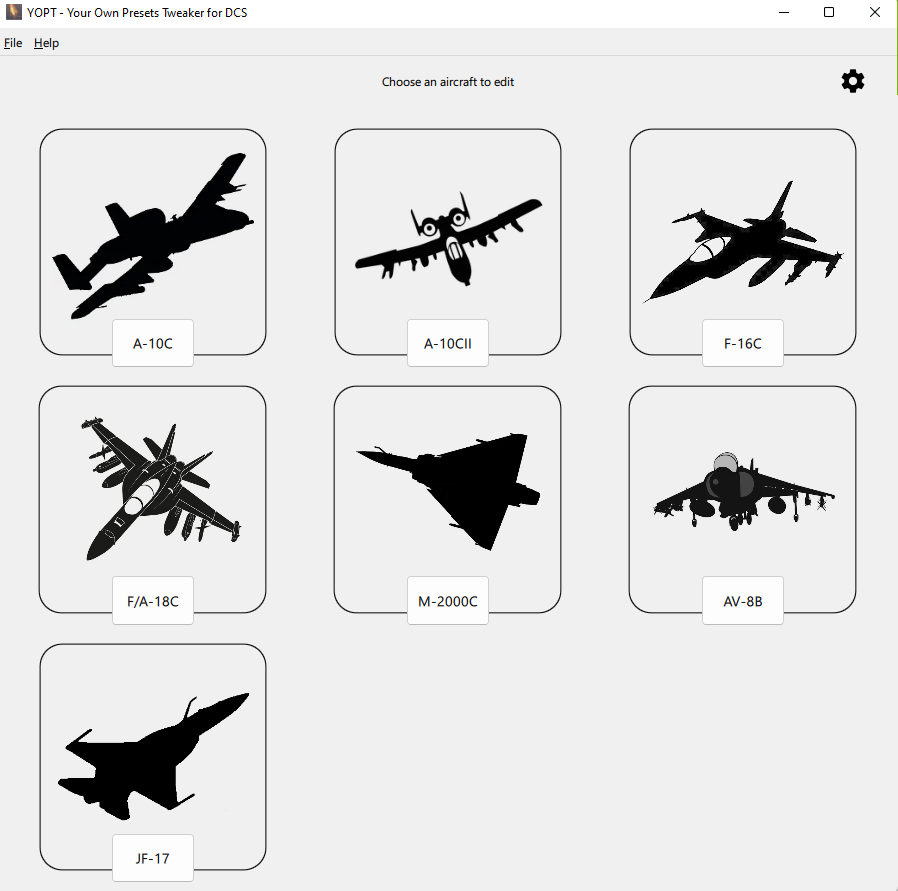 YOPT - Your Own Presets Tweaker for DCS
File Help
Choose an aircraft to edit
A-10C
A-10CII
F-16C
F/A-18C
M-2000C
AV-8B
JF-17